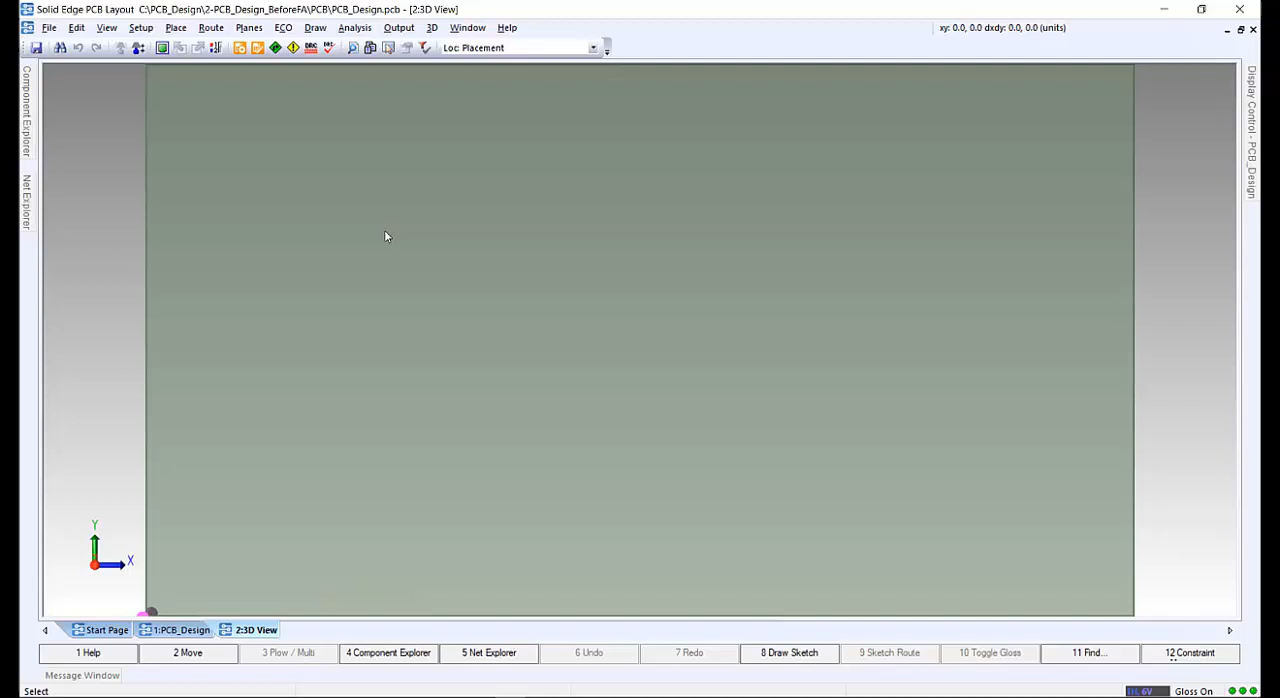 Solid Edge PCB Layout C:\PCB_Design\2-PCB_Design_BeforeFA\PCB\PCB_Design.pcb - [2:3D View]
File Edit View Setup Place Route Planes ECO Draw Analysis Output 3D Window Help xy: 0.0, 0.0 dxdy: 0.0, 0.0 (units)
DRC Loc: Placement
Component Explorer
Net Explorer
Display Control - PCB_Design
Y
X
Start Page 1:PCB_Design 2:3D View
1 Help 2 Move 3 Plow / Multi 4 Component Explorer 5 Net Explorer 6 Undo 7 Redo 8 Draw Sketch 9 Sketch Route 10 Toggle Gloss 11 Find... 12 Constraint
Message Window
Select Gloss On